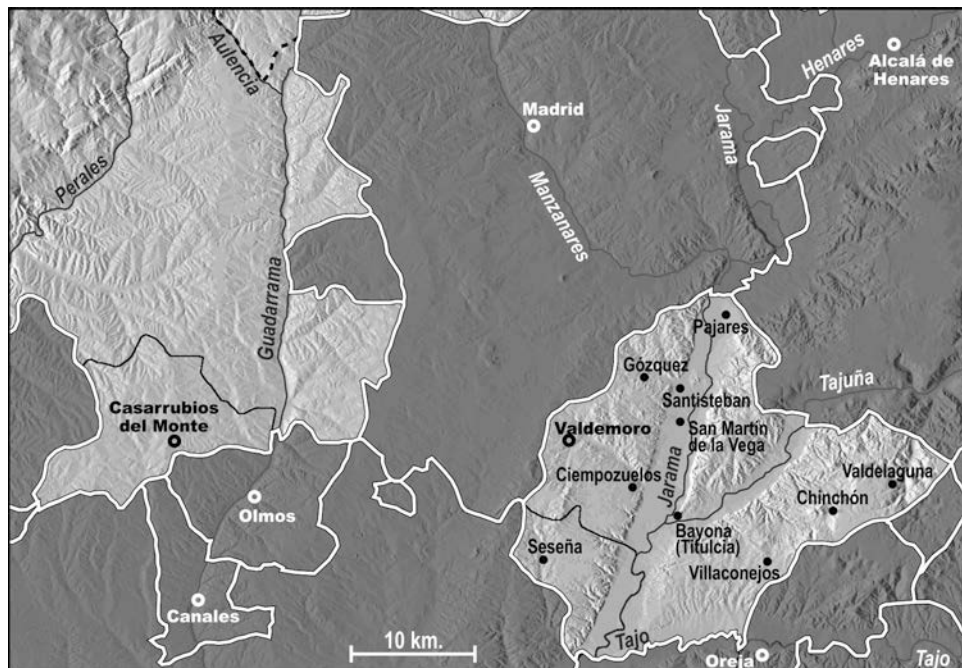 Aulencia
Henares
Alcalá de
Henares
Madrid
Jarama
Perales
Manzanares
Guadarrama
Pajares
Gózquez
Tajuña
Santisteban
Casarrubios
del Monte
Valdemoro
San Martín
de la Vega
Jarama
Ciempozuelos
Valdelaguna
Chinchón
Olmos
Bayona
(Titulcía)
Seseña
Villaconejos
Canales
10 km.
Tajo
Oreja
Tajo